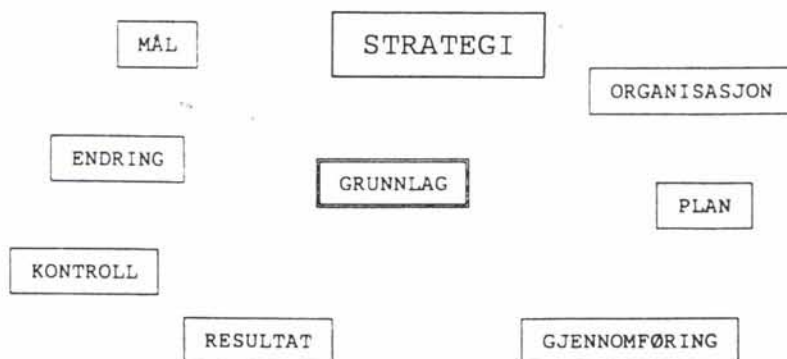 MÅL
STRATEGI
ORGANISASJON
ENDRING
GRUNNLAG
PLAN
KONTROLL
RESULTAT
GJENNOMFØRING